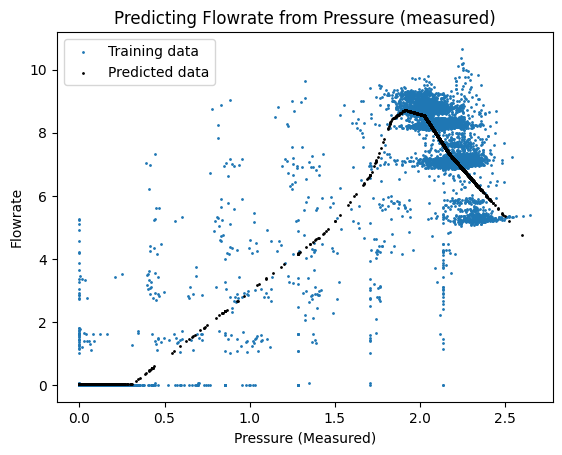 Predicting Flowrate from Pressure (measured)
Training data
Predicted data
10
8
6
4
2
0
Flowrate
0.0 0.5 1.0 1.5 2.0 2.5
Pressure (Measured)